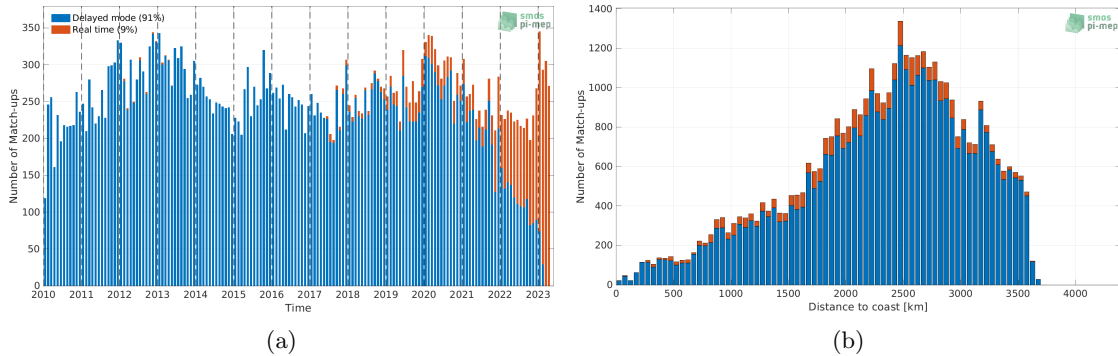 Delayed mode (91%)
Real time (9%)
smos
pi-mep
350
300
250
200
150
100
50
0
Number of Match-ups
2010 2011 2012 2013 2014 2015 2016 2017 2018 2019 2020 2021 2022 2023
Time
(a)
smos
pi-mep
1400
1200
1000
800
600
400
200
0
Number of Match-ups
0 500 1000 1500 2000 2500 3000 3500 4000
Distance to coast [km]
(b)